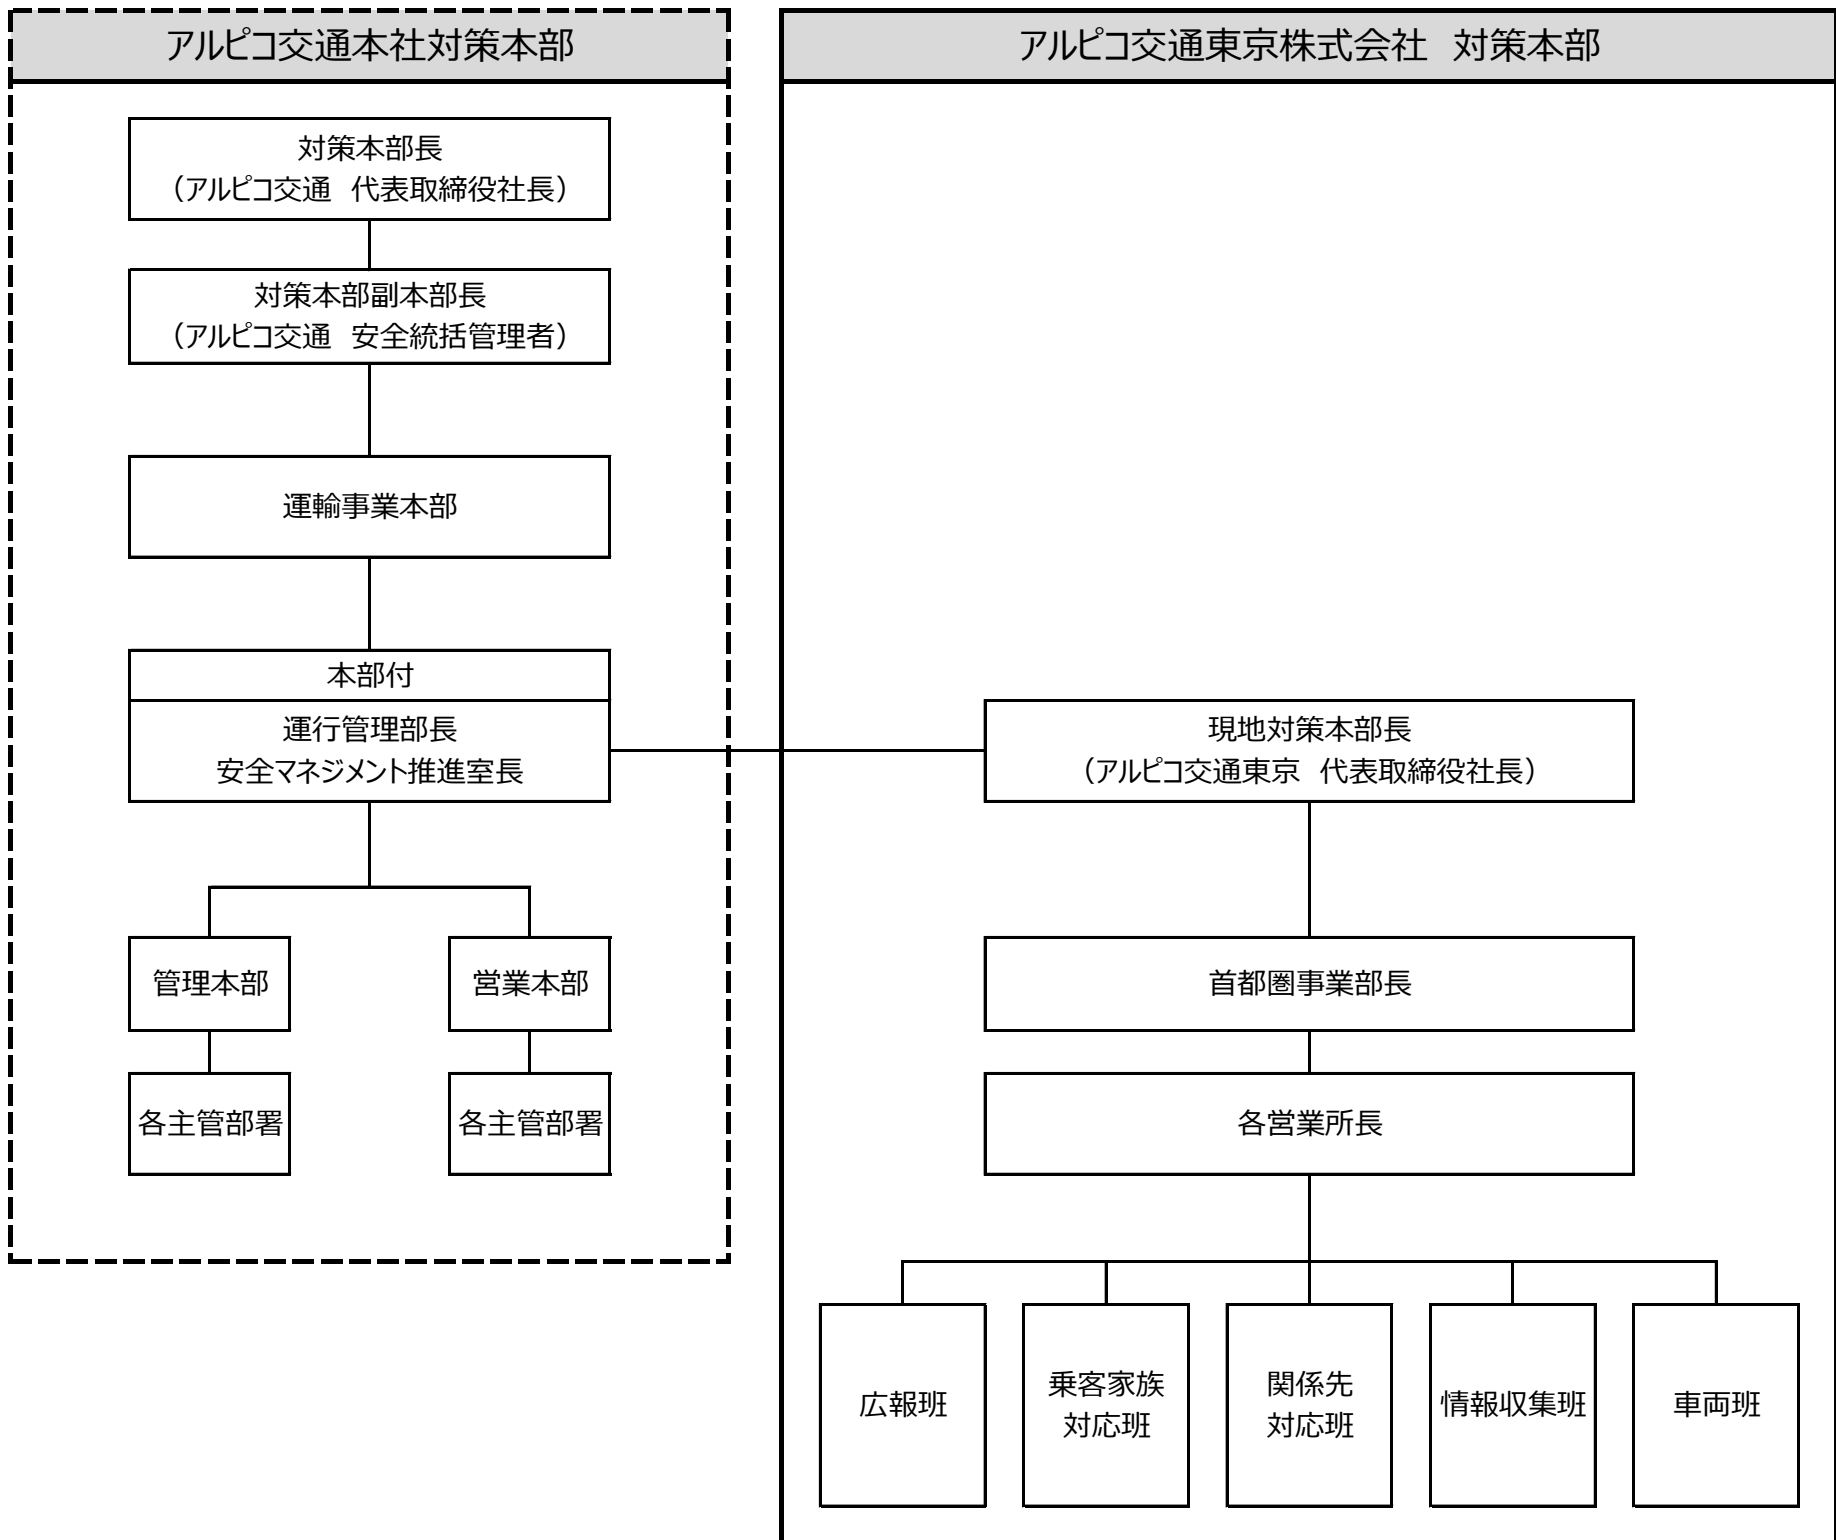 アルピコ交通本社対策本部
対策本部長
（アルピコ交通　代表取締役社長）
対策本部副本部長
（アルピコ交通　安全統括管理者）
運輸事業本部
本部付
運行管理部長
安全マネジメント推進室長
管理本部
営業本部
各主管部署
各主管部署
アルピコ交通東京株式会社　対策本部
現地対策本部長
（アルピコ交通東京　代表取締役社長）
首都圏事業部長
各営業所長
広報班
乗客家族
対応班
関係先
対応班
情報収集班
車両班